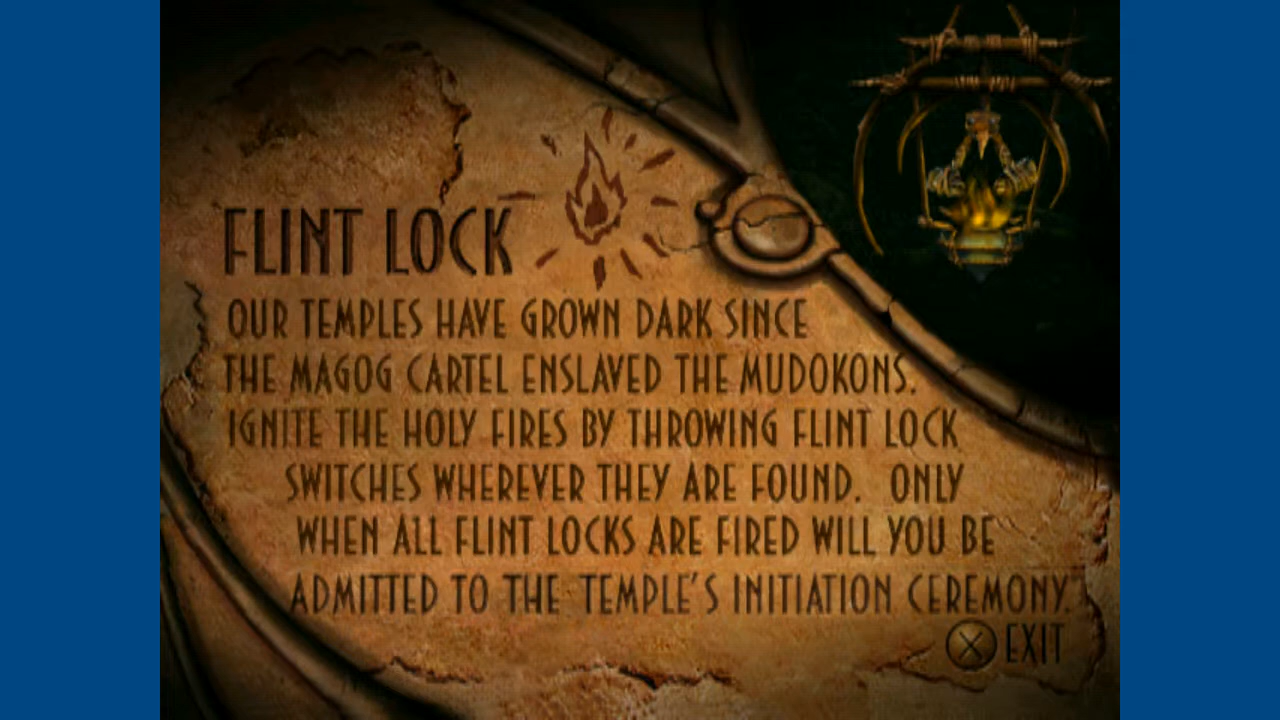 FLINT LOCK
OUR TEMPLES HAVE GROWN DARK SINCE
THE MAGOG CARTEL ENSLAVED THE MUDOKONS.
IGNITE THE HOLY FIRES BY THROWING FLINT LOCK
SWITCHES WHEREVER THEY ARE FOUND. ONLY
WHEN ALL FLINT LOCKS ARE FIRED WILL YOU BE
ADMITTED TO THE TEMPLE'S INITIATION CEREMONY.
X EXIT